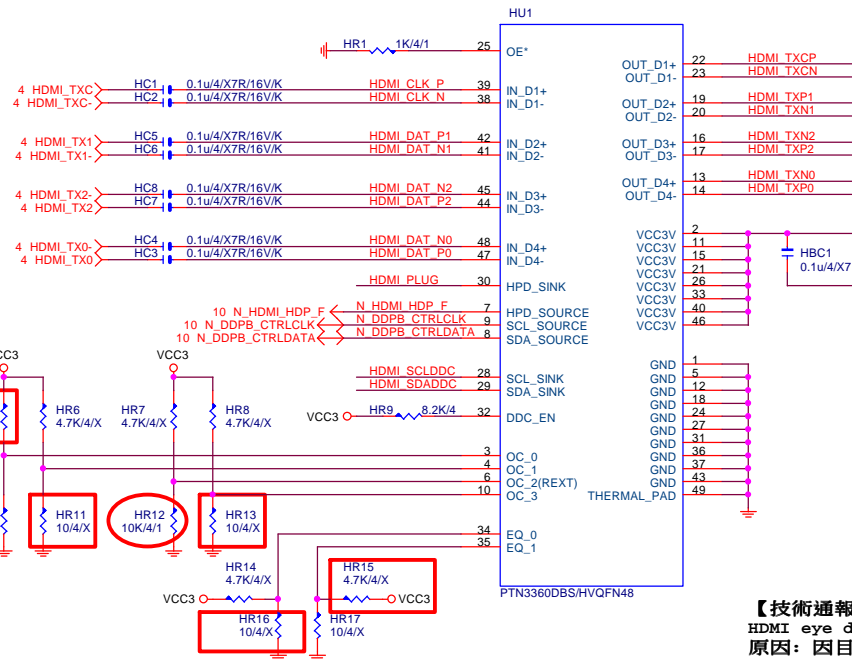 HU1
HR1 1K/4/1 25 OE*
OUT_D1+ 22 HDMI_TXCP
OUT_D1- 23 HDMI_TXCN
4 HDMI_TXC HC1 0.1u/4/X7R/16V/K HDMI_CLK_P 39 IN_D1+
4 HDMI_TXC- HC2 0.1u/4/X7R/16V/K HDMI_CLK_N 38 IN_D1-
OUT_D2+ 19 HDMI_TXP1
OUT_D2- 20 HDMI_TXN1
4 HDMI_TX1 HC5 0.1u/4/X7R/16V/K HDMI_DAT_P1 42 IN_D2+
4 HDMI_TX1- HC6 0.1u/4/X7R/16V/K HDMI_DAT_N1 41 IN_D2-
OUT_D3+ 16 HDMI_TXN2
OUT_D3- 17 HDMI_TXP2
4 HDMI_TX2- HC8 0.1u/4/X7R/16V/K HDMI_DAT_N2 45 IN_D3+
4 HDMI_TX2 HC7 0.1u/4/X7R/16V/K HDMI_DAT_P2 44 IN_D3-
OUT_D4+ 13 HDMI_TXN0
OUT_D4- 14 HDMI_TXP0
4 HDMI_TX0- HC4 0.1u/4/X7R/16V/K HDMI_DAT_N0 48 IN_D4+
4 HDMI_TX0 HC3 0.1u/4/X7R/16V/K HDMI_DAT_P0 47 IN_D4-
VCC3V 2
VCC3V 11
VCC3V 15
VCC3V 21
VCC3V 26
VCC3V 33
VCC3V 40
VCC3V 46
HBC1
0.1u/4/X7
HDMI_PLUG 30 HPD_SINK
10 N_HDMI_HDP_F N_HDMI_HDP_F 7 HPD_SOURCE
10 N_DDPB_CTRLCLK N_DDPB_CTRLCLK 9 SCL_SOURCE
10 N_DDPB_CTRLDATA N_DDPB_CTRLDATA 8 SDA_SOURCE
HDMI_SCLDDC 28 SCL_SINK
HDMI_SDADDC 29 SDA_SINK
VCC3 HR9 8.2K/4 32 DDC_EN
GND 1
GND 5
GND 12
GND 18
GND 24
GND 27
GND 31
GND 36
GND 37
GND 43
THERMAL_PAD 49
CC3
VCC3
HR6
4.7K/4/X
HR7
4.7K/4/X
HR8
4.7K/4/X
3 OC_0
4 OC_1
6 OC_2(REXT)
10 OC_3
HR11
10/4/X
HR12
10K/4/1
HR13
10/4/X
34 EQ_0
35 EQ_1
HR14
4.7K/4/X
VCC3
HR15
4.7K/4/X
VCC3
HR16
10/4/X
HR17
10/4/X
PTN3360DBS/HVQFN48
【技術通報
HDMI eye d
原因: 因目